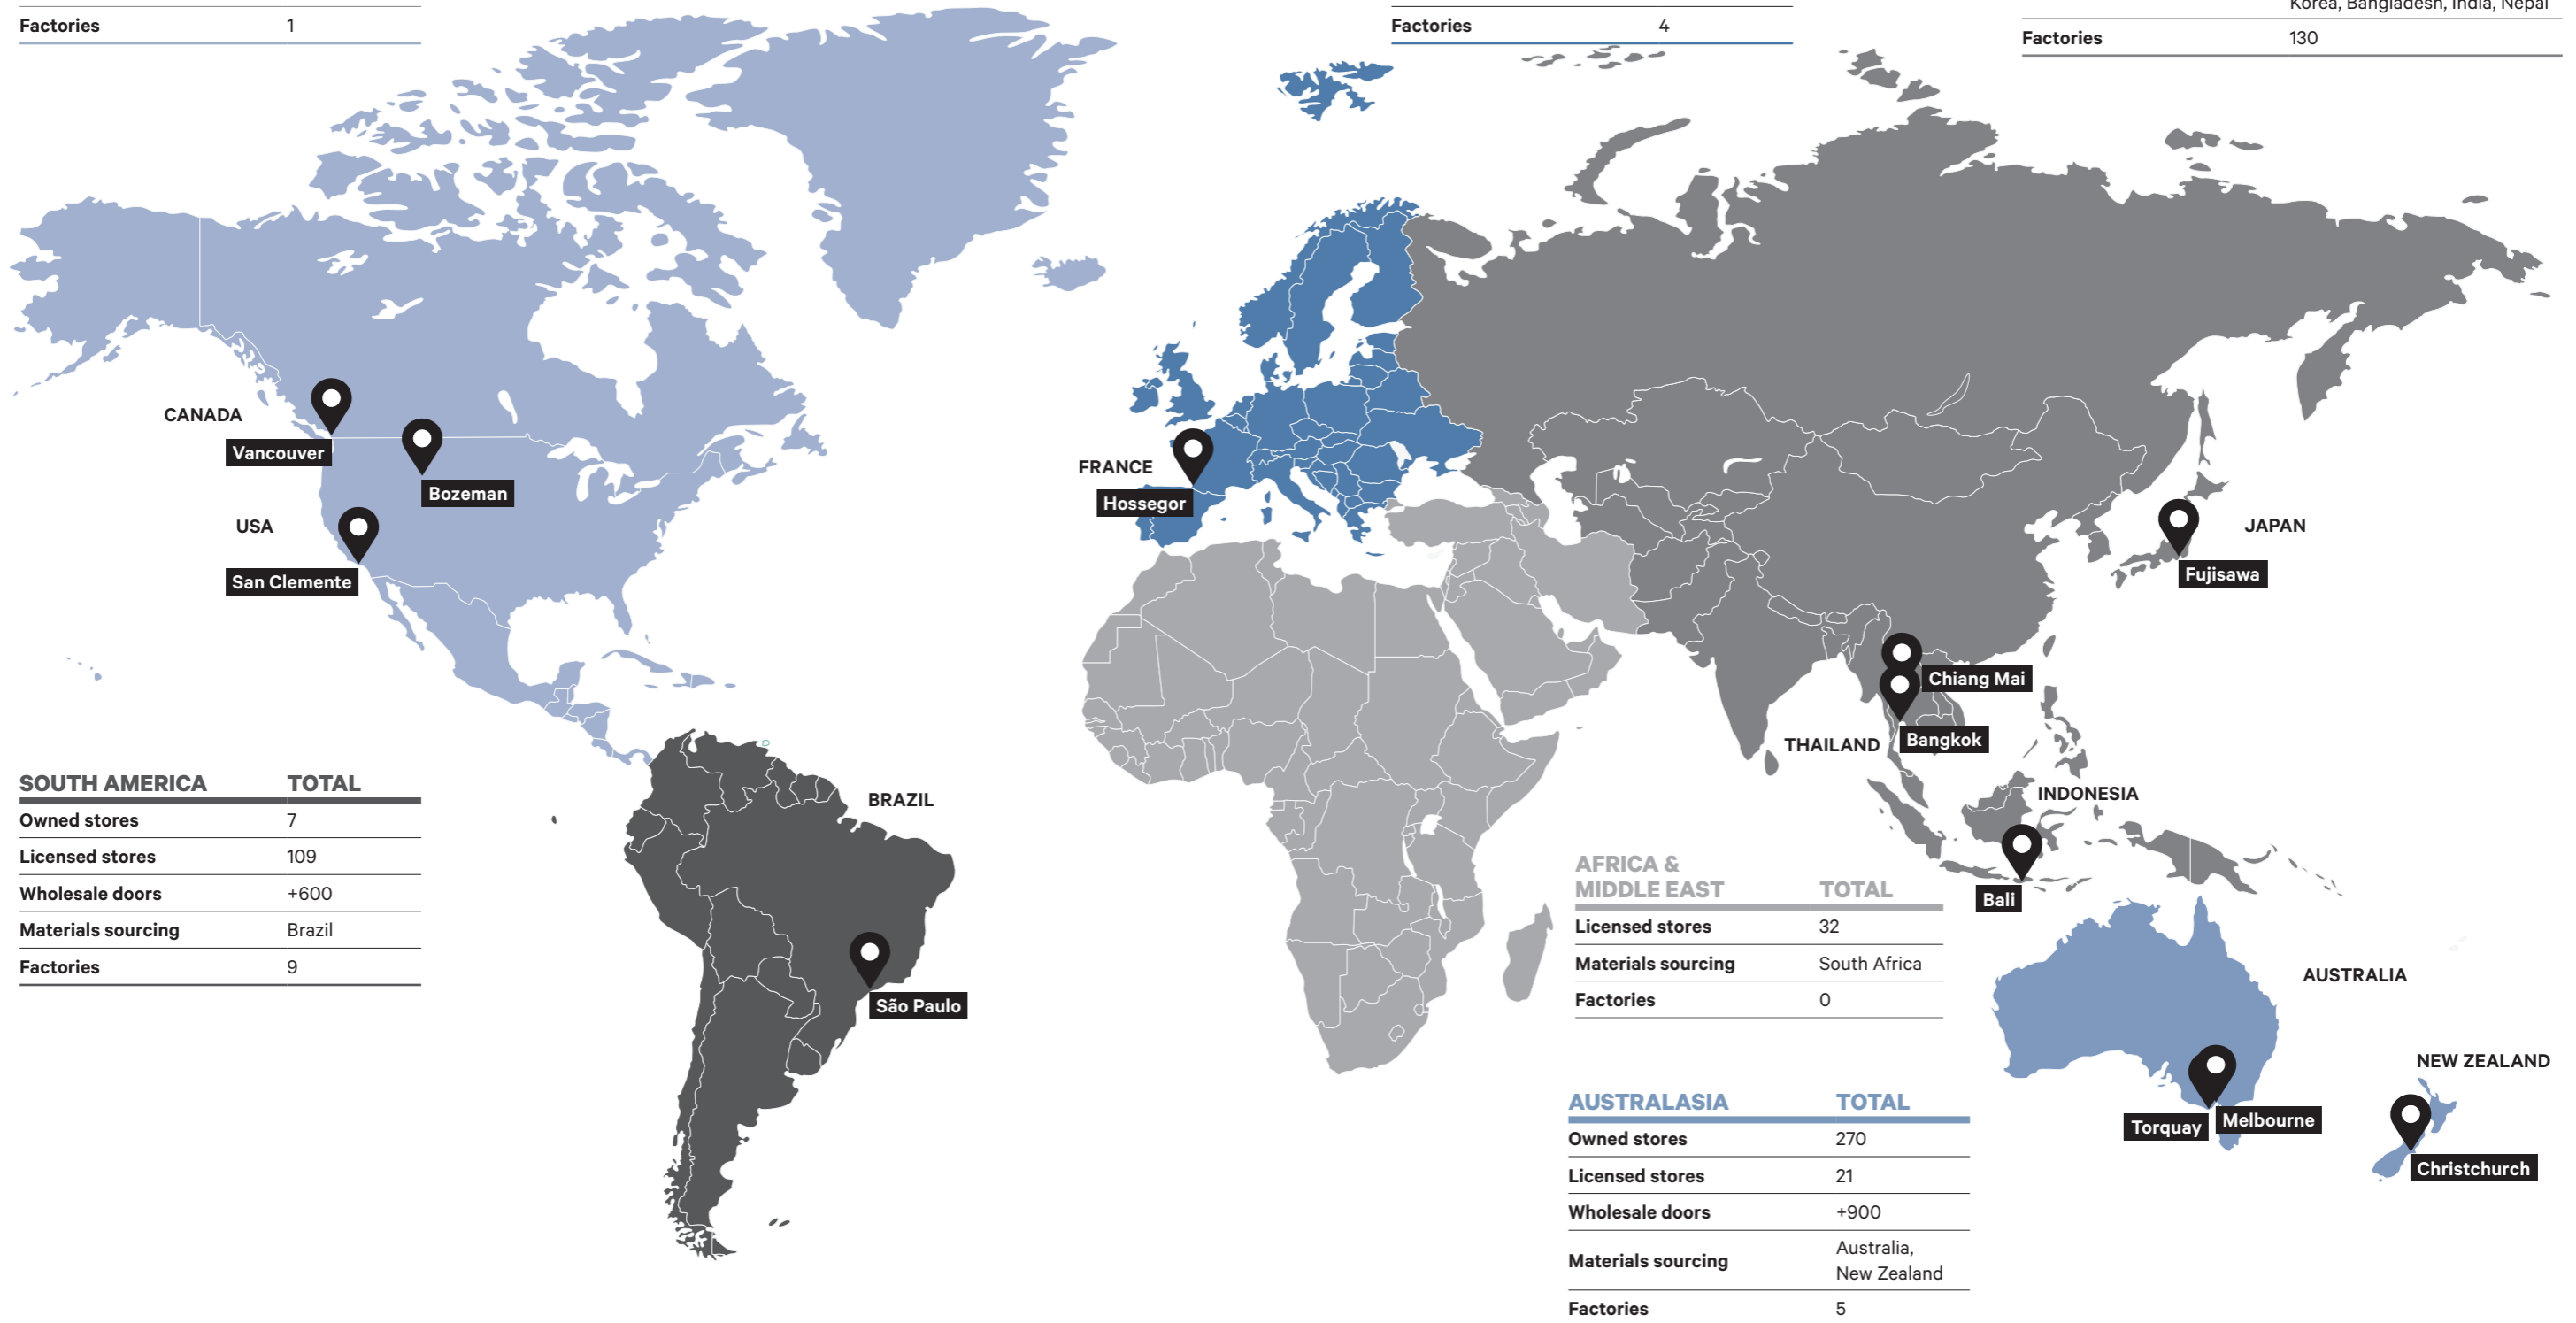 Factories 1
Factories 4
Korea, Bangladesh, India, Nepal
Factories 130
CANADA
Vancouver
Bozeman
USA
San Clemente
FRANCE
Hossegor
JAPAN
Fujisawa
Chiang Mai
THAILAND
Bangkok
INDONESIA
Bali
BRAZIL
São Paulo
SOUTH AMERICA TOTAL
Owned stores 7
Licensed stores 109
Wholesale doors +600
Materials sourcing Brazil
Factories 9
AFRICA &
MIDDLE EAST TOTAL
Licensed stores 32
Materials sourcing South Africa
Factories 0
AUSTRALIA
NEW ZEALAND
Torquay
Melbourne
Christchurch
AUSTRALASIA TOTAL
Owned stores 270
Licensed stores 21
Wholesale doors +900
Materials sourcing Australia,
New Zealand
Factories 5